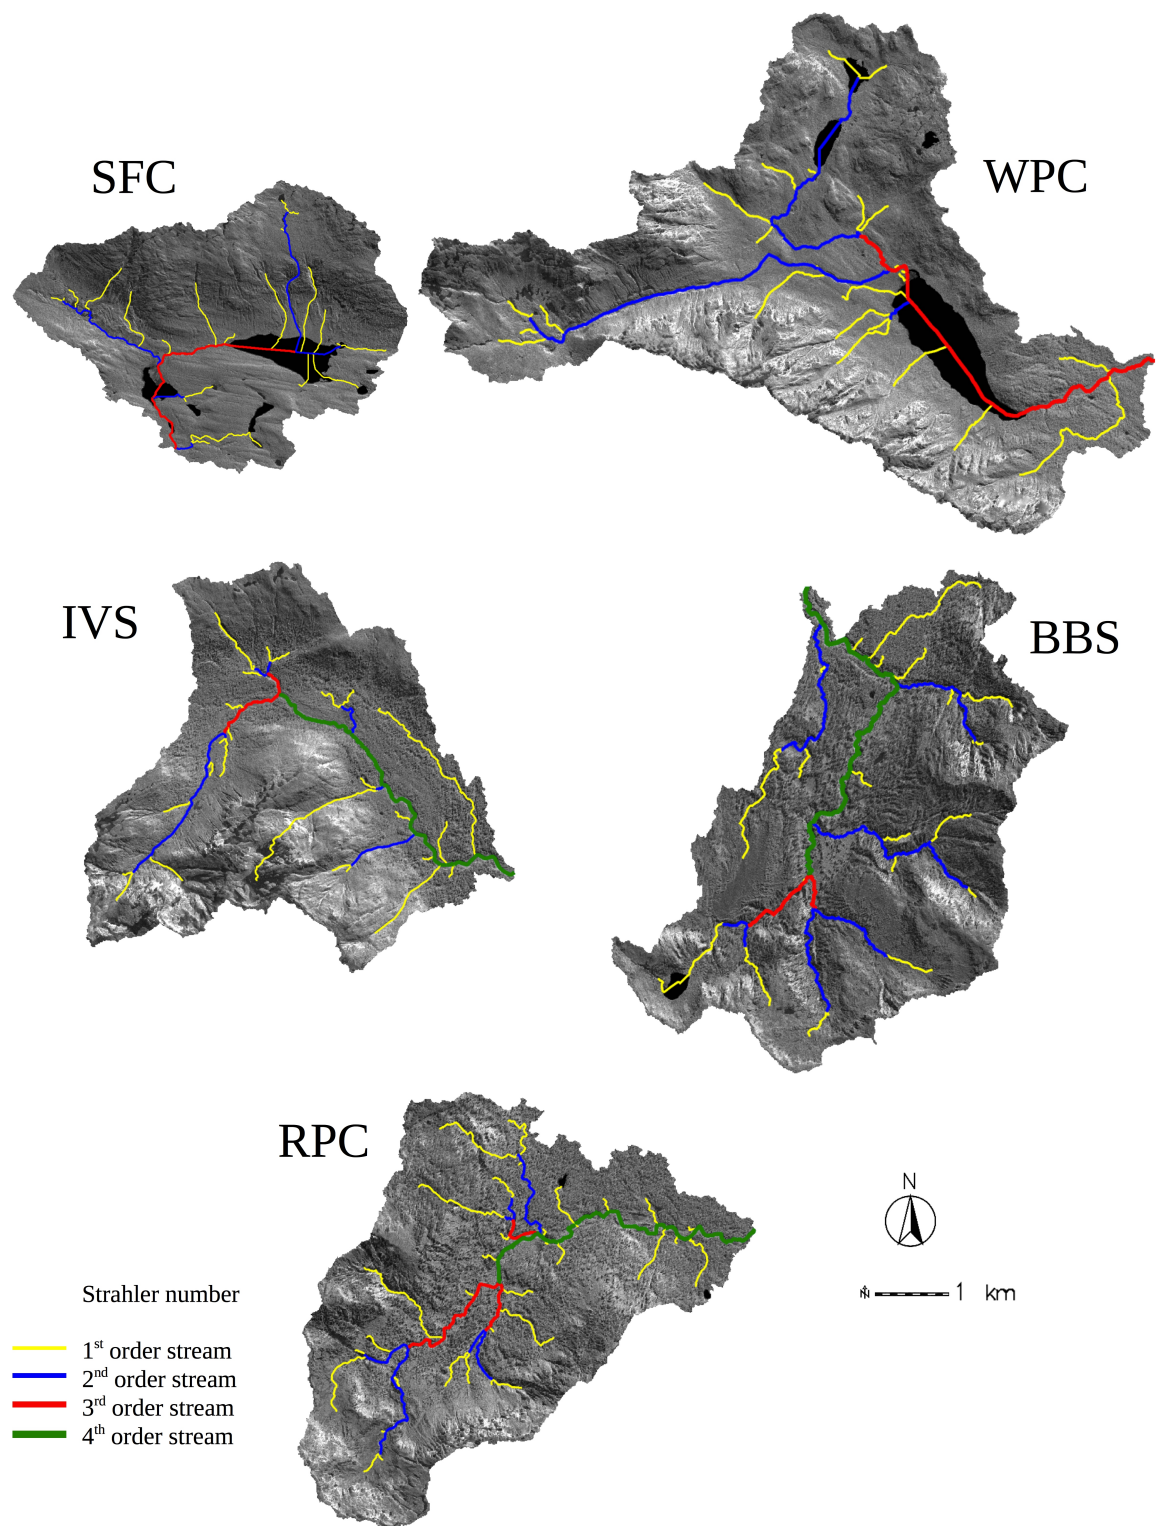 SFC
WPC
IVS
BBS
RPC
N
1 km
Strahler number
1st order stream
2nd order stream
3rd order stream
4th order stream